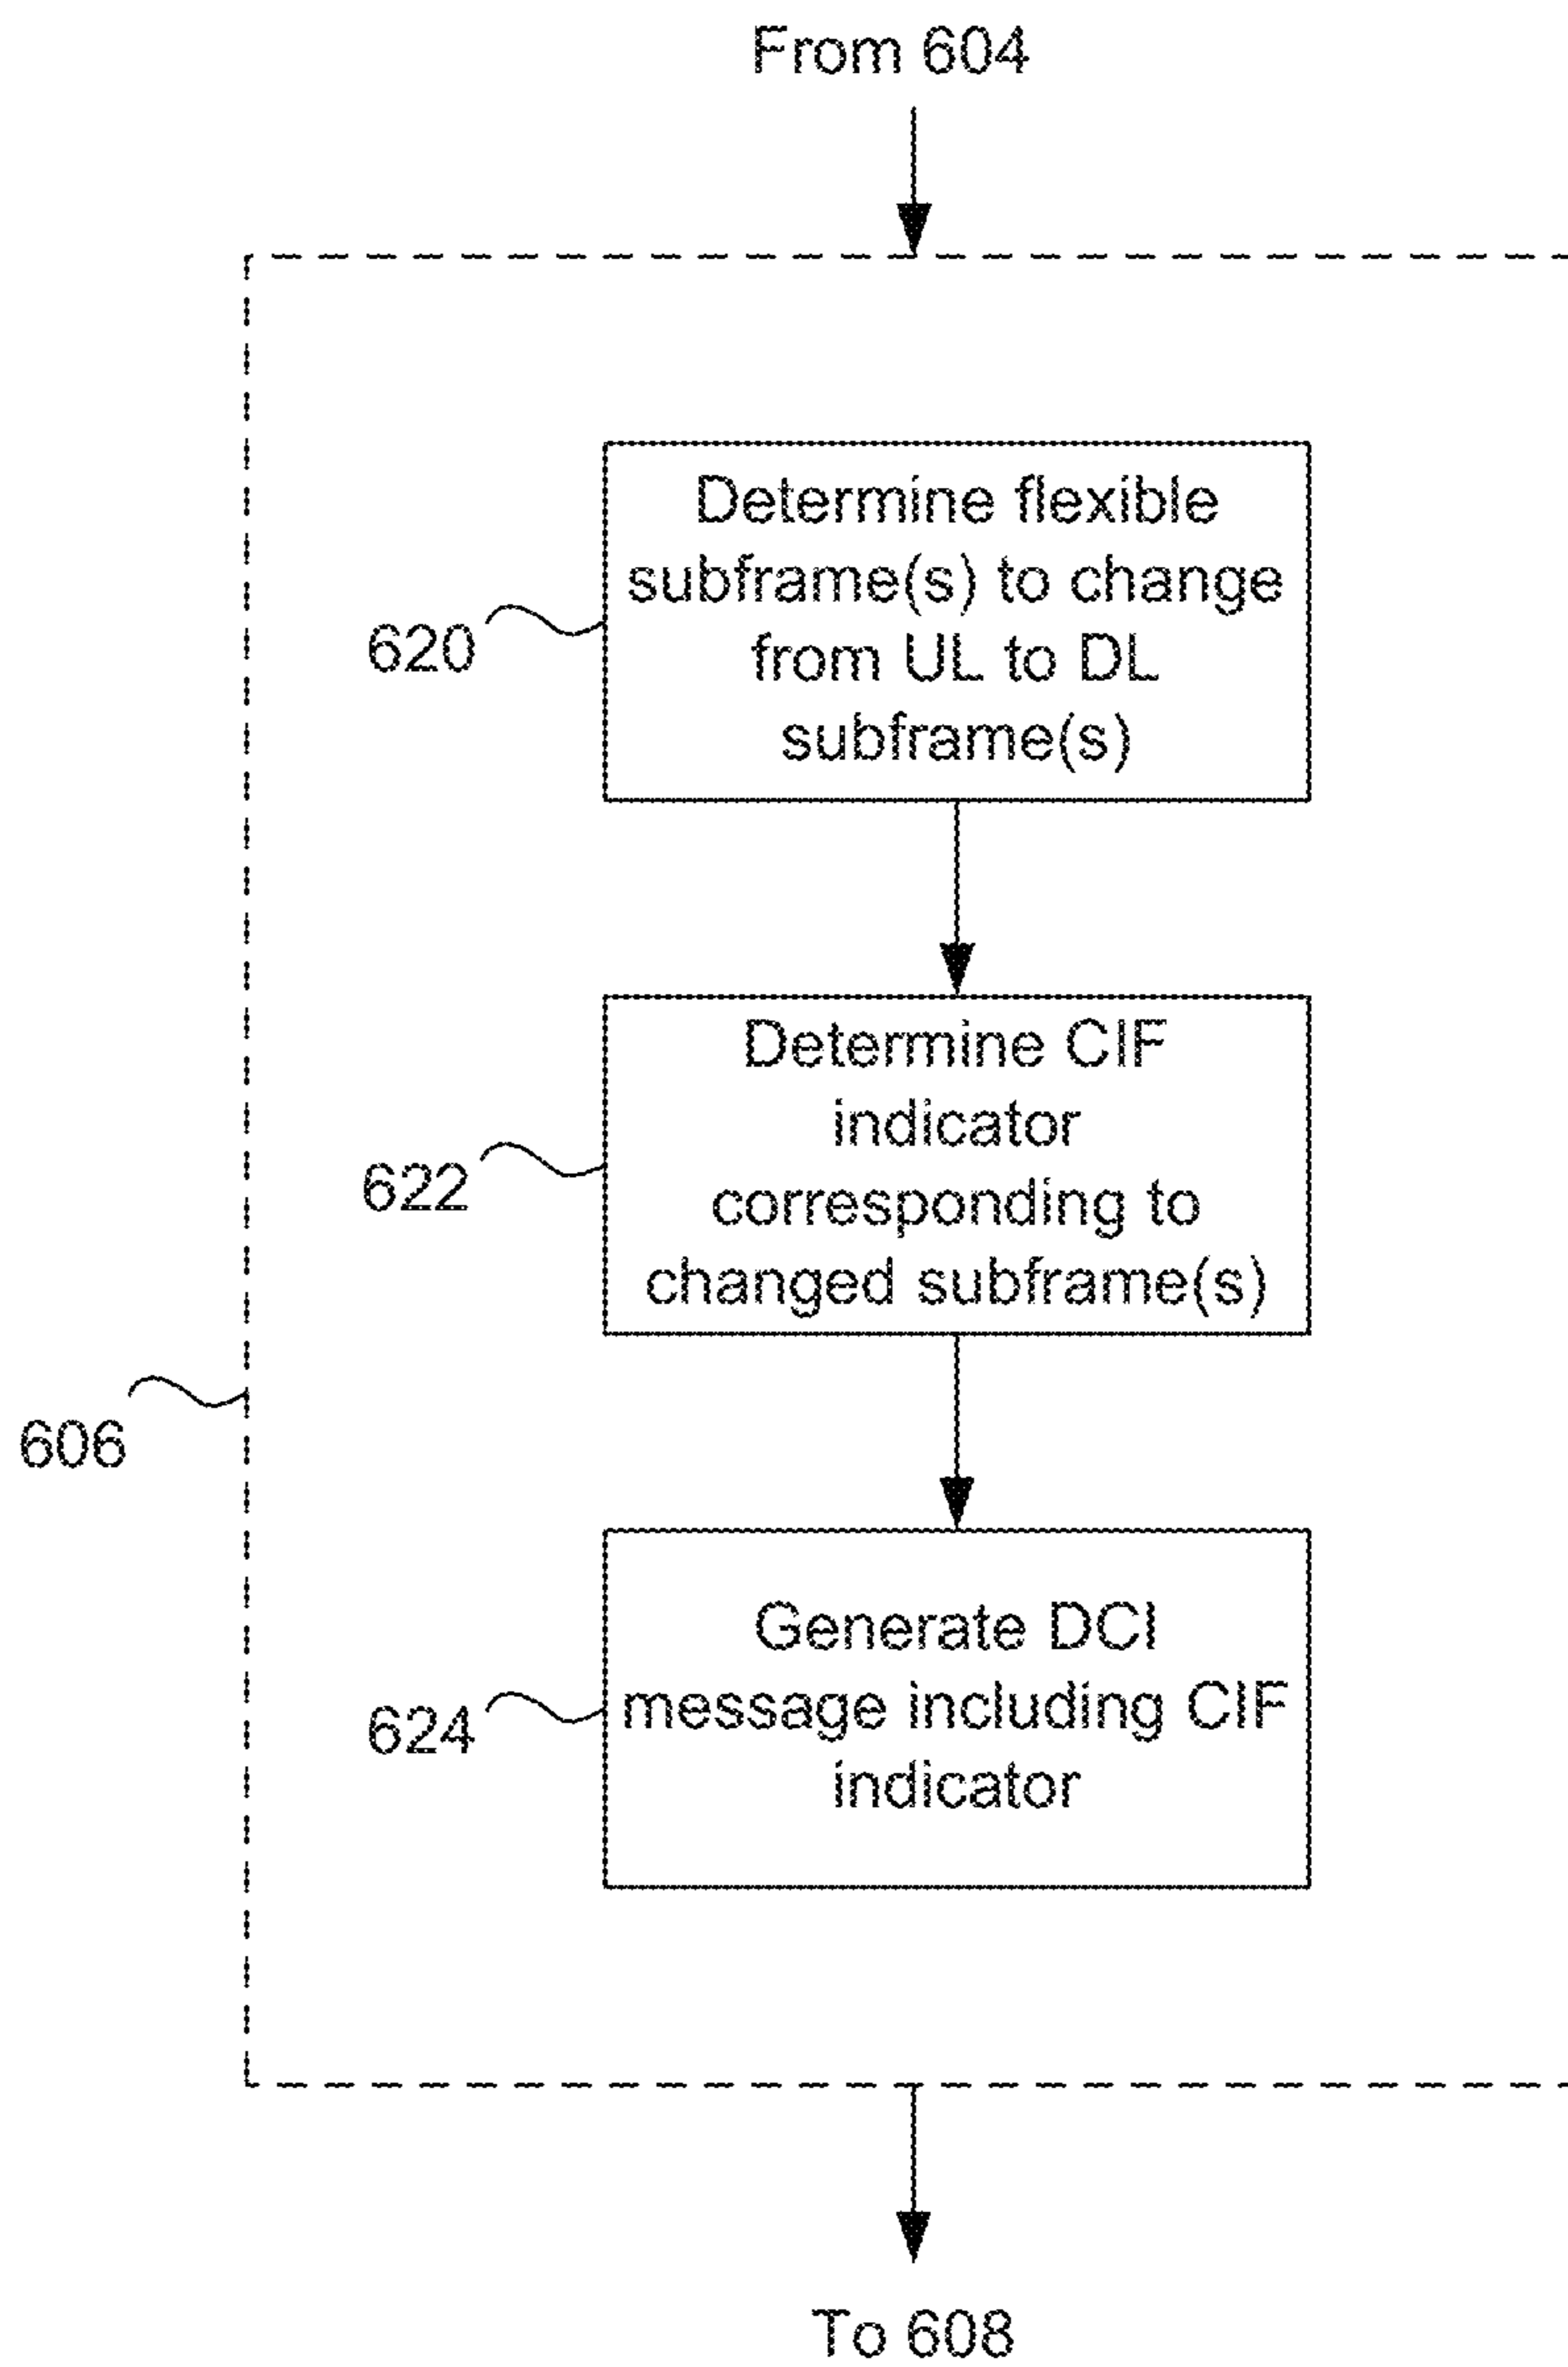 From 604
Determine flexible
subframe(s) to change
from UL to DL
subframe(s)
620
Determine CIF
indicator
corresponding to
changed subframe(s)
622
606
Generate DCI
message including CIF
indicator
624
To 608